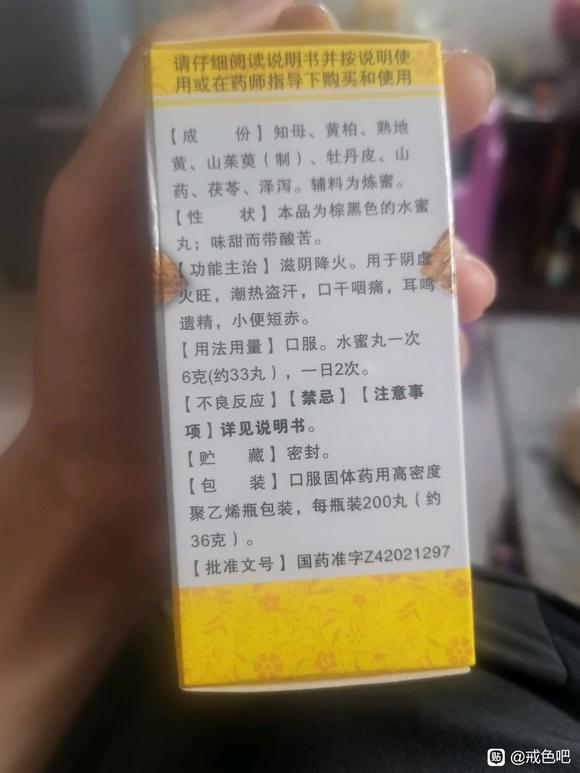 请仔细阅读说明书并按说明使
用或在药师指导下购买和使用
【成　份】知母、黄柏、熟地
黄、山茱萸(制)、牡丹皮、山
药、茯苓、泽泻。辅料为炼蜜。
【性　状】本品为棕黑色的水蜜
丸；味甜而带酸苦。
【功能主治】滋阴降火。用于阴虚
火旺，潮热盗汗，口干咽痛，耳鸣
遗精，小便短赤。
【用法用量】口服。水蜜丸一次
6克(约33丸)，一日2次。
【不良反应】【禁忌】【注意事
项】详见说明书。
【贮　藏】密封。
【包　装】口服固体药用高密度
聚乙烯瓶包装，每瓶装200丸（约
36克）。
【批准文号】国药准字Z42021297
贴 @戒色吧